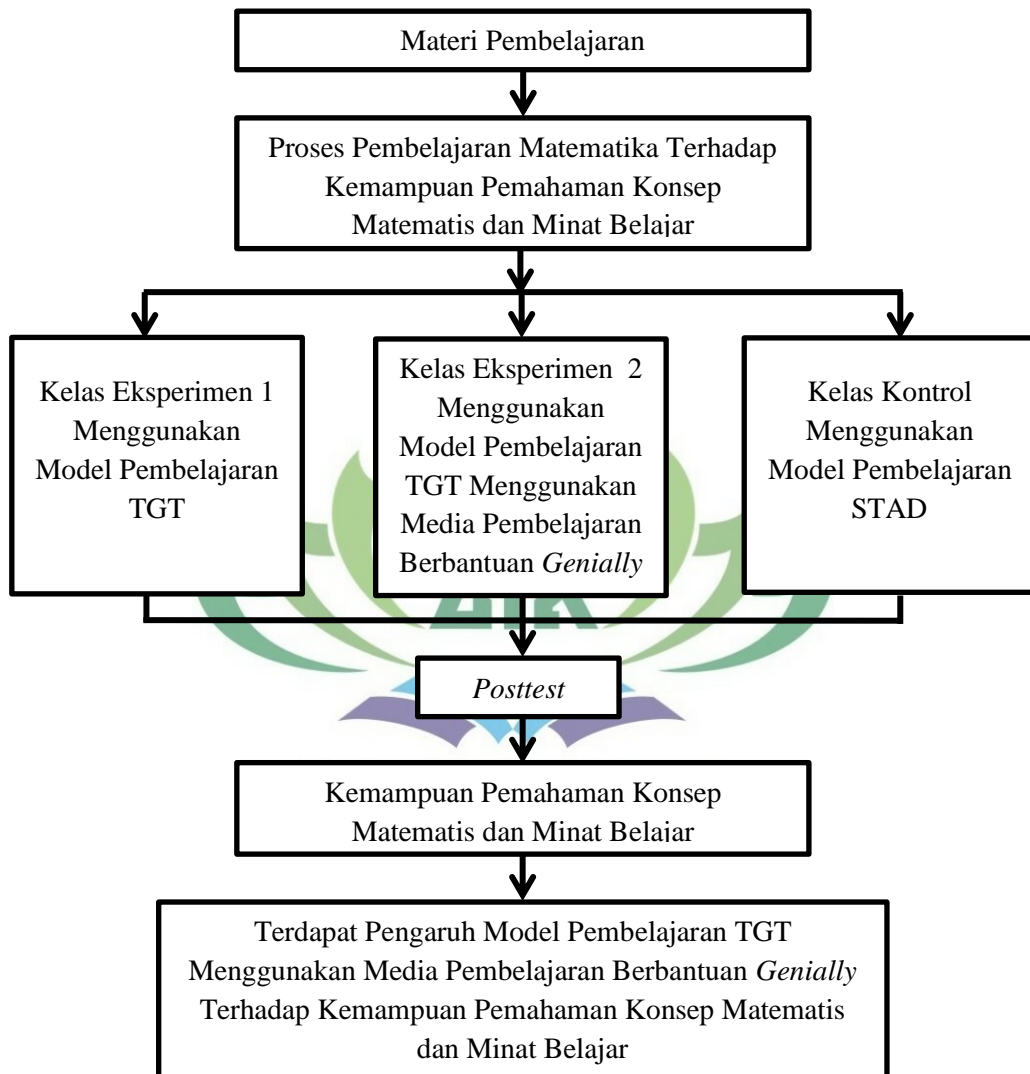 Materi Pembelajaran
Proses Pembelajaran Matematika Terhadap
Kemampuan Pemahaman Konsep
Matematis dan Minat Belajar
Kelas Eksperimen 1
Menggunakan
Model Pembelajaran
TGT
Kelas Eksperimen 2
Menggunakan
Model Pembelajaran
TGT Menggunakan
Media Pembelajaran
Berbantuan Genially
Kelas Kontrol
Menggunakan
Model Pembelajaran
STAD
Posttest
Kemampuan Pemahaman Konsep
Matematis dan Minat Belajar
Terdapat Pengaruh Model Pembelajaran TGT
Menggunakan Media Pembelajaran Berbantuan Genially
Terhadap Kemampuan Pemahaman Konsep Matematis
dan Minat Belajar